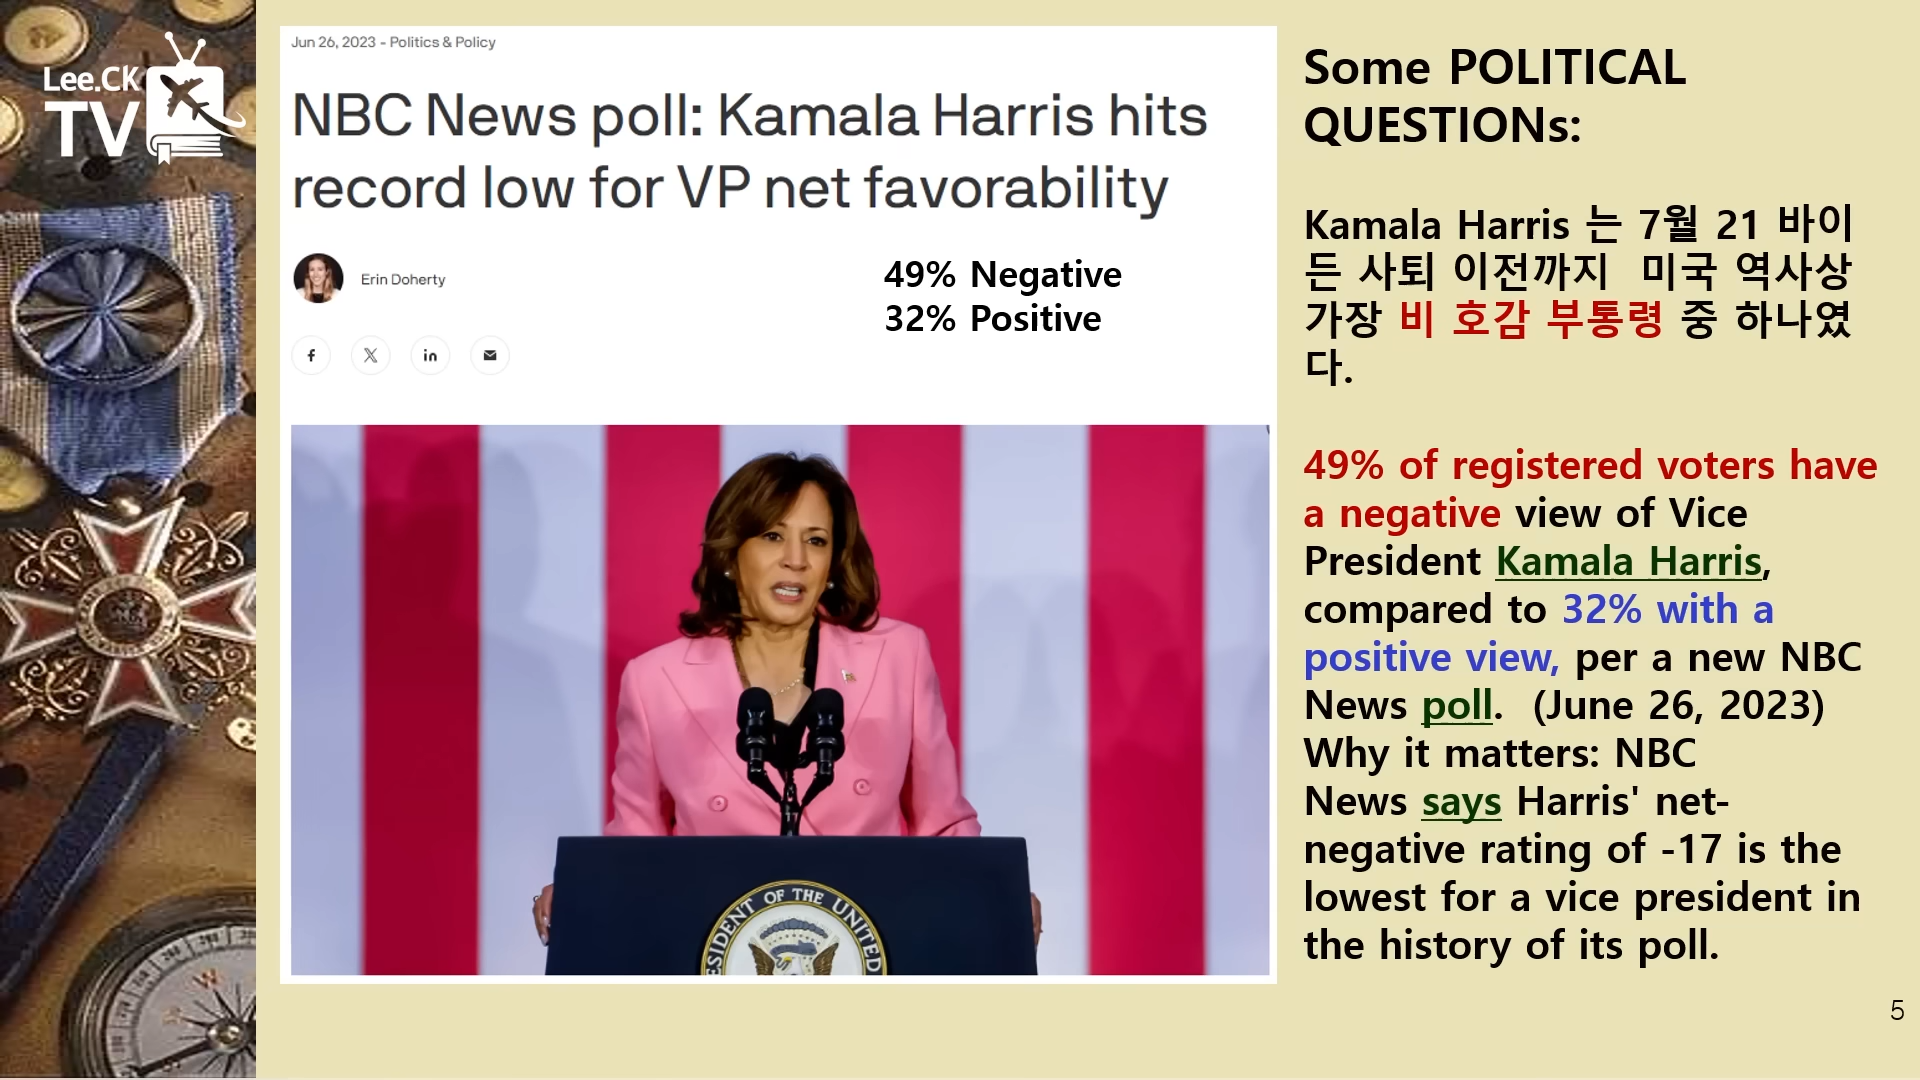 Lee.CK
TV
Jun 26, 2023 - Politics & Policy
NBC News poll: Kamala Harris hits
record low for VP net favorability
Erin Doherty
49% Negative
32% Positive
SIDENT OF THE UNITED
Some POLITICAL
QUESTIONs:
Kamala Harris 는 7월 21 바이
든 사퇴 이전까지 미국 역사상
가장 비 호감 부통령 중 하나였
다.
49% of registered voters have
a negative view of Vice
President Kamala Harris,
compared to 32% with a
positive view, per a new NBC
News poll. (June 26, 2023)
Why it matters: NBC
News says Harris' net-
negative rating of -17 is the
lowest for a vice president in
the history of its poll.
5